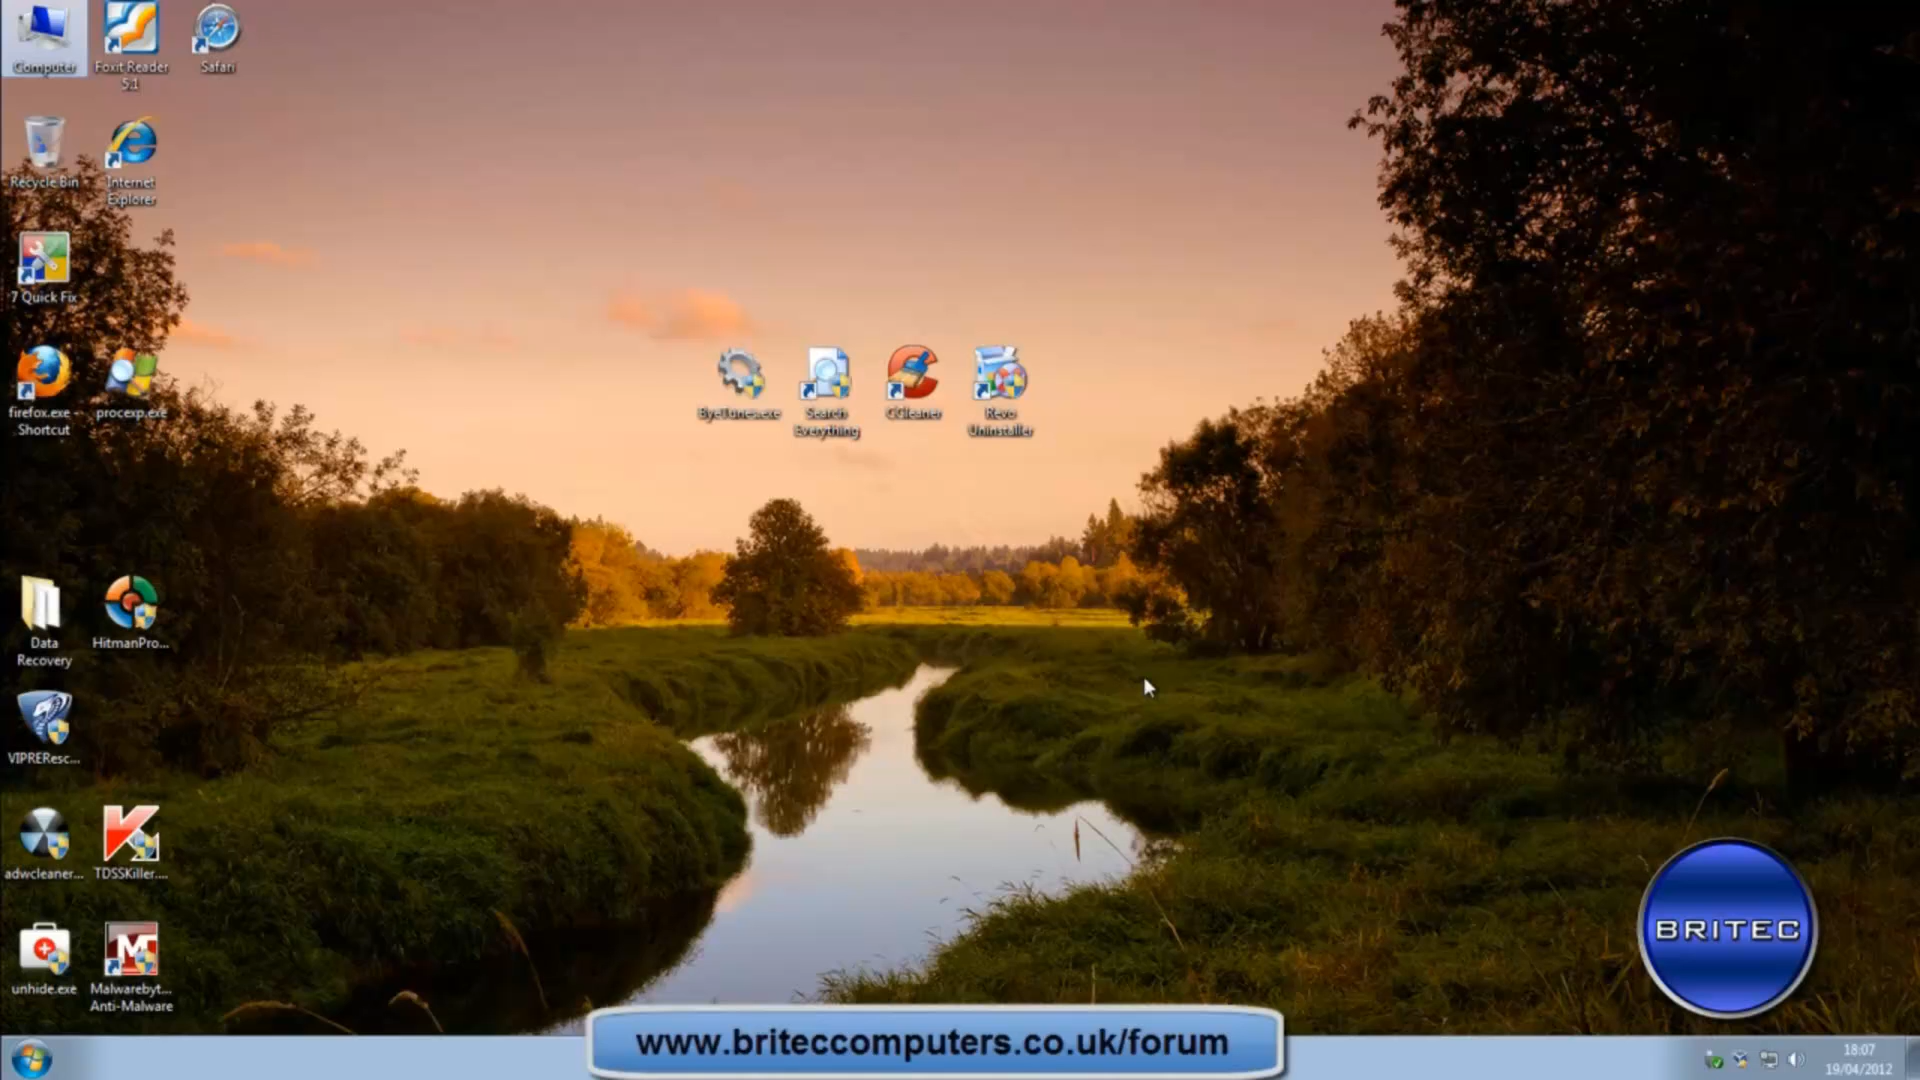 Computer
Foxit Reader
5.1
Safari
Recycle Bin
Internet
Explorer
7 Quick Fix
firefox.exe -
Shortcut
procexp.exe
ByeTunes.exe
Search
Everything
CCleaner
Revo
Uninstaller
Data
Recovery
HitmanPro...
VIPREResc...
adwcleaner...
TDSSKiller....
unhide.exe
Malwarebyt...
Anti-Malware
BRITEC
www.briteccomputers.co.uk/forum
18:07
19/04/2012